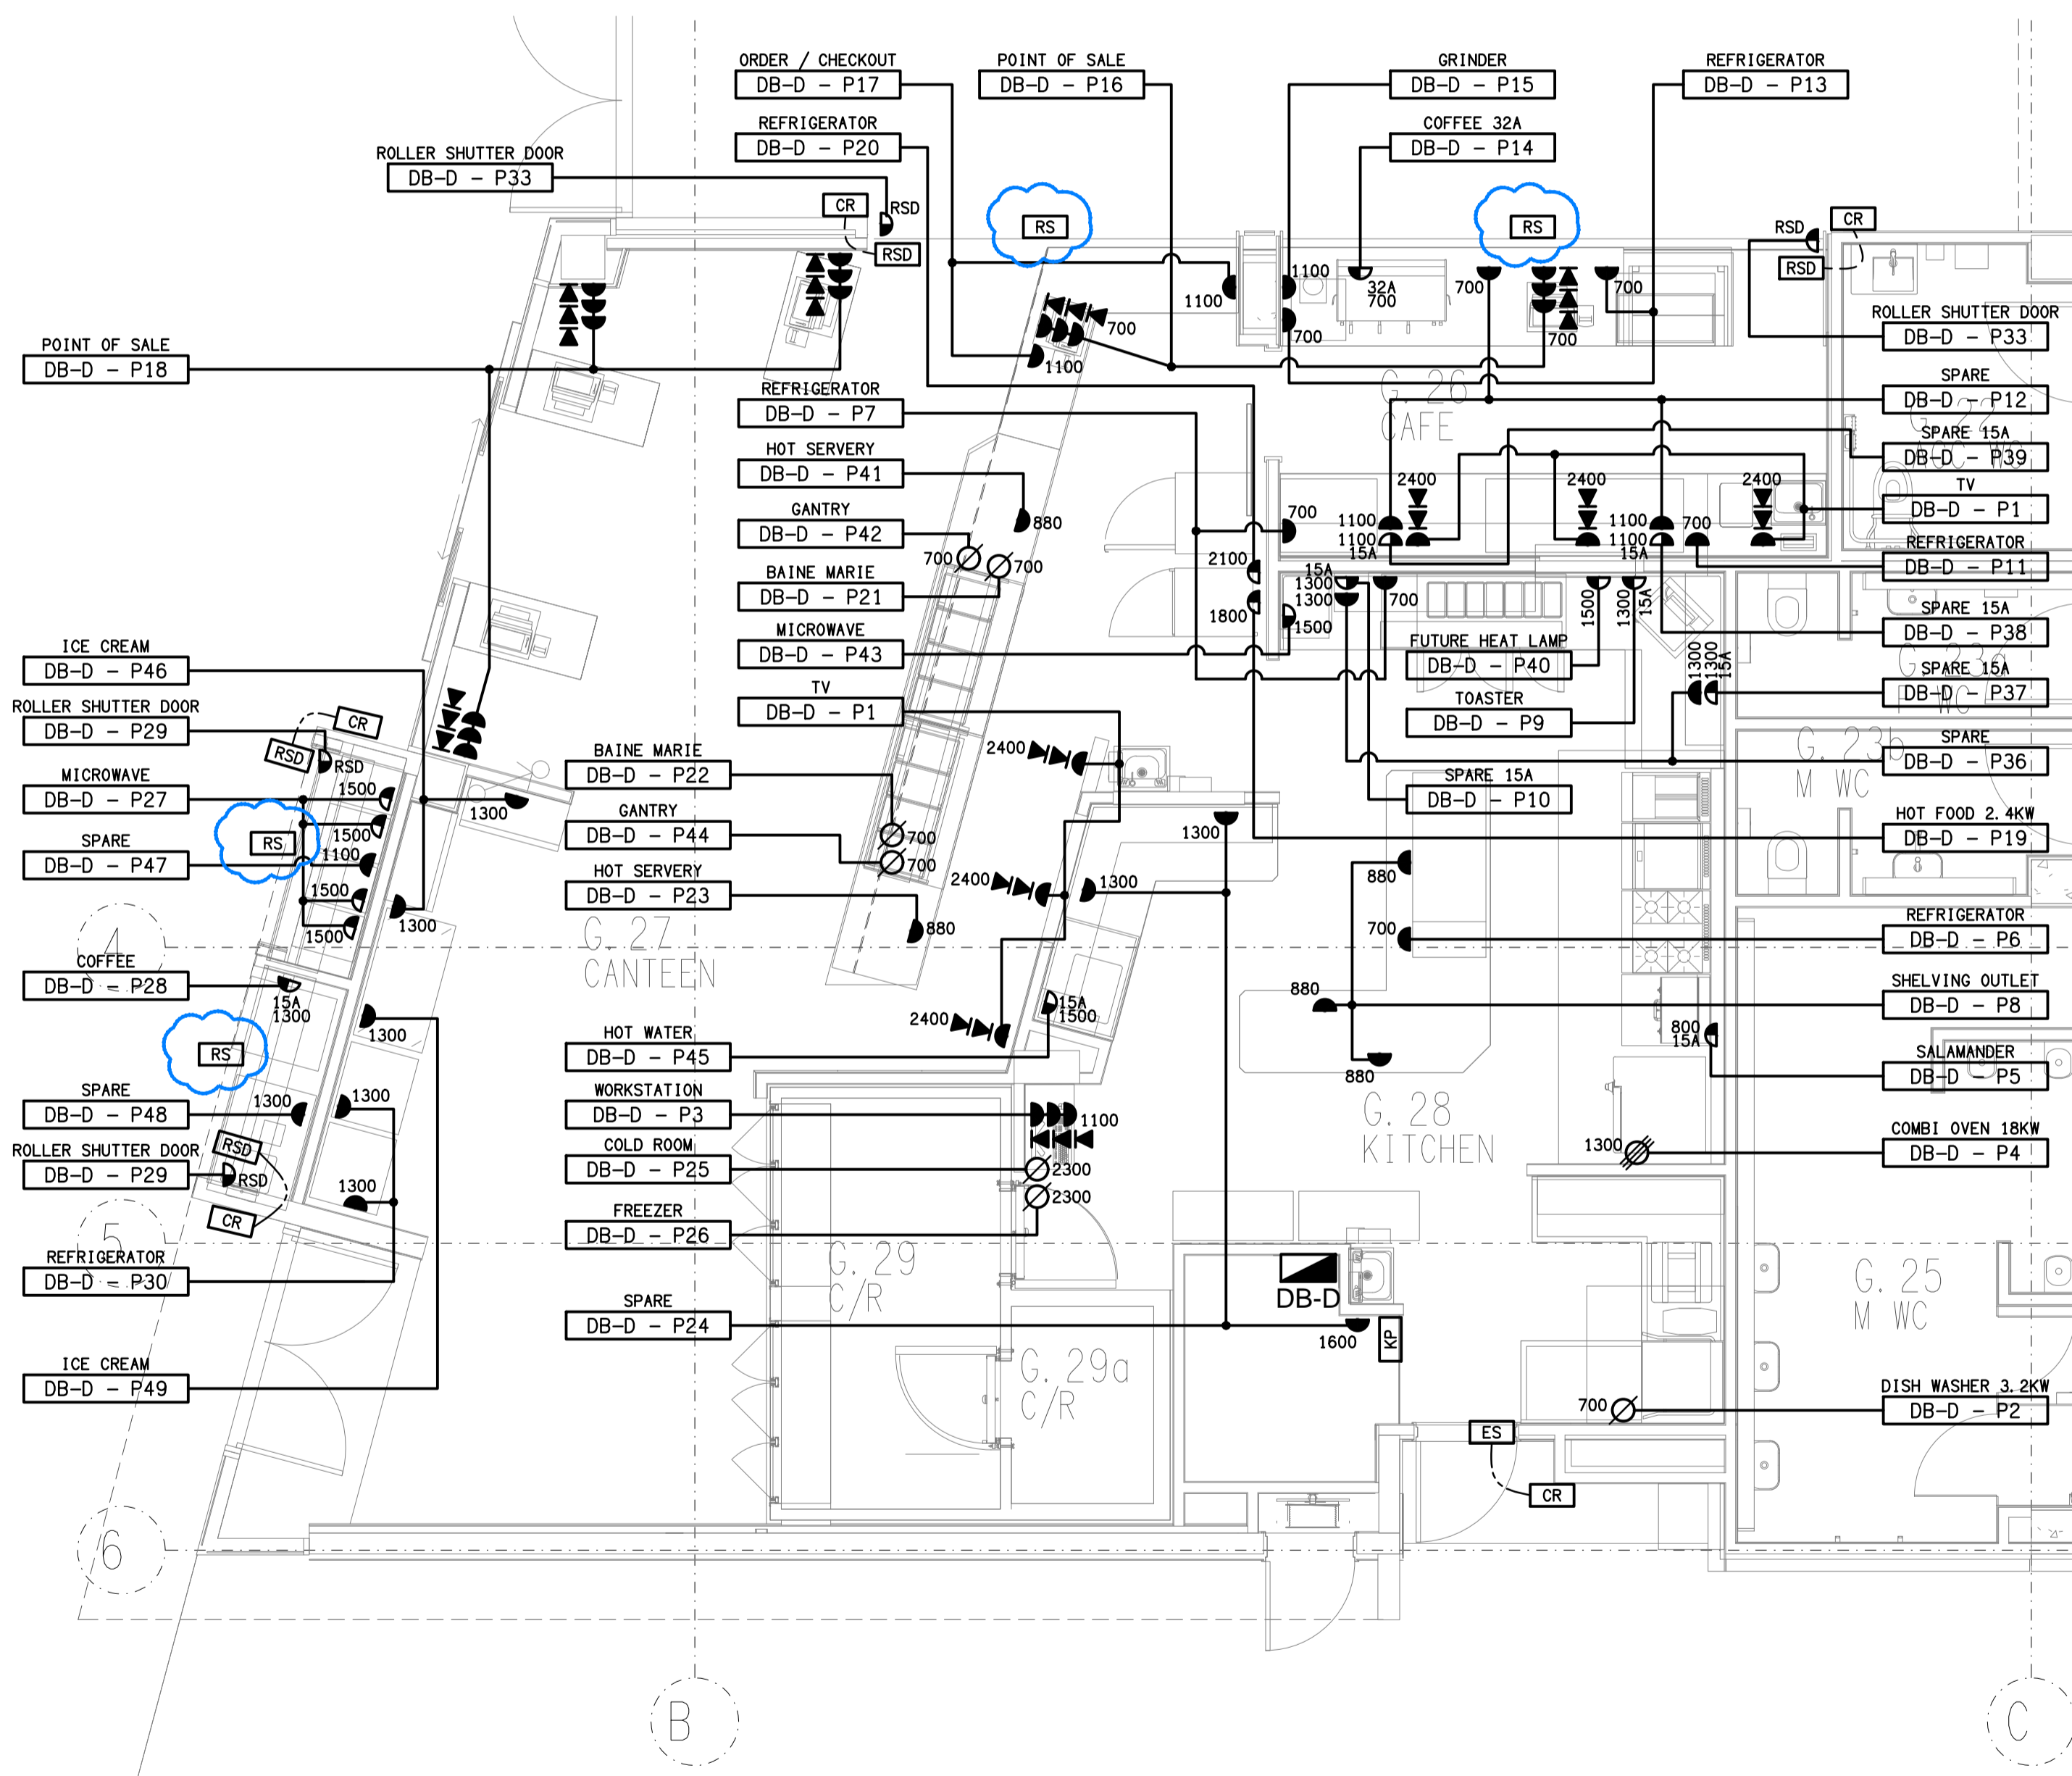 ORDER / CHECKOUT
DB-D - P17
POINT OF SALE
DB-D - P16
GRINDER
DB-D - P15
REFRIGERATOR
DB-D - P13
REFRIGERATOR
DB-D - P20
COFFEE 32A
DB-D - P14
ROLLER SHUTTER DOOR
DB-D - P33
CR
RSD
RSD
RS
RS
RSD
CR
RSD
1100
1100
32A
700
700
700
700
700
700
1100
ROLLER SHUTTER DOOR
DB-D - P33
POINT OF SALE
DB-D - P18
REFRIGERATOR
DB-D - P7
G.26
CAFE
SPARE
DB-D - P12
SPARE 15A
DB-D - P39
HOT SERVERY
DB-D - P41
880
2400
2400
2400
TV
DB-D - P1
GANTRY
DB-D - P42
700
700
700
1100
1100
15A
1100
1100
15A
700
REFRIGERATOR
DB-D - P11
BAINE MARIE
DB-D - P21
2100
1800
15A
1300
1300
1500
700
1500
1300
15A
SPARE 15A
DB-D - P38
MICROWAVE
DB-D - P43
FUTURE HEAT LAMP
DB-D - P40
1300
1300
15A
SPARE 15A
DB-D - P37
TV
DB-D - P1
TOASTER
DB-D - P9
ICE CREAM
DB-D - P46
ROLLER SHUTTER DOOR
DB-D - P29
CR
RSD
RSD
2400
SPARE
DB-D - P36
G.23b
M WC
BAINE MARIE
DB-D - P22
SPARE 15A
DB-D - P10
MICROWAVE
DB-D - P27
1500
1300
RS
1500
1100
GANTRY
DB-D - P44
700
700
1300
HOT FOOD 2.4KW
DB-D - P19
SPARE
DB-D - P47
1500
1500
1300
HOT SERVERY
DB-D - P23
880
2400
1300
880
700
REFRIGERATOR
DB-D - P6
4
G.27
CANTEEN
COFFEE
DB-D - P28
15A
1300
RS
1300
2400
15A
1500
880
880
SHELVING OUTLET
DB-D - P8
800
15A
HOT WATER
DB-D - P45
SALAMANDER
DB-D - P5
SPARE
DB-D - P48
1300
1300
WORKSTATION
DB-D - P3
1100
G.28
KITCHEN
1300
COMBI OVEN 18KW
DB-D - P4
ROLLER SHUTTER DOOR
DB-D - P29
RSD
RSD
CR
1300
COLD ROOM
DB-D - P25
2300
2300
FREEZER
DB-D - P26
5
REFRIGERATOR
DB-D - P30
G.29
C/R
DB-D
G.25
M WC
SPARE
DB-D - P24
1600
KP
ICE CREAM
DB-D - P49
G.29a
C/R
700
DISH WASHER 3.2KW
DB-D - P2
ES
CR
6
B
C